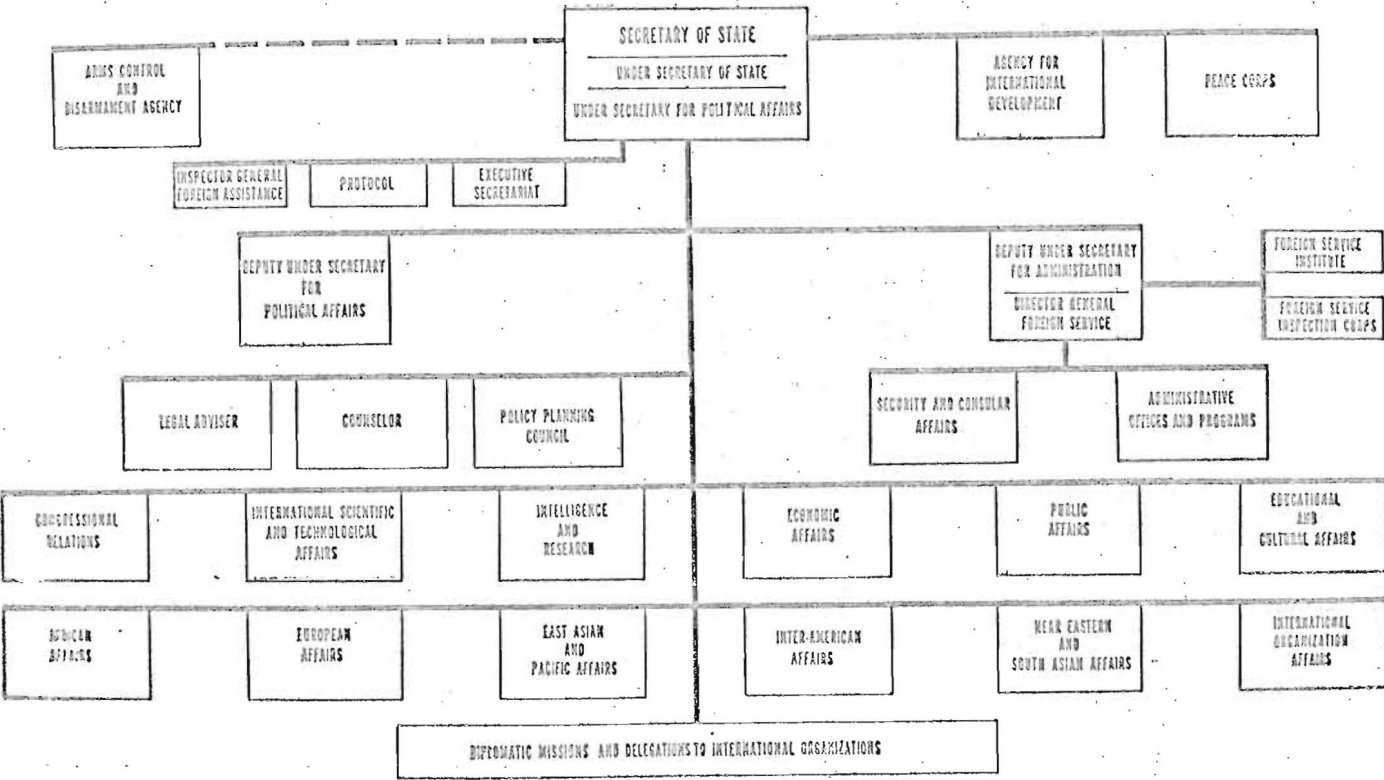 SECRETARY OF STATE
UNDER SECRETARY OF STATE
UNDER SECRETARY FOR POLITICAL AFFAIRS
ARMS CONTROL
AND
DISARMAMENT AGENCY
AGENCY FOR
INTERNATIONAL
DEVELOPMENT
PEACE CORPS
INSPECTOR GENERAL
FOREIGN ASSISTANCE
PROTOCOL
EXECUTIVE
SECRETARIAT
DEPUTY UNDER SECRETARY
FOR
POLITICAL AFFAIRS
DEPUTY UNDER SECRETARY
FOR ADMINISTRATION
DIRECTOR GENERAL
FOREIGN SERVICE
FOREIGN SERVICE
INSTITUTE
FOREIGN SERVICE
INSPECTION CORPS
LEGAL ADVISER
COUNSELOR
POLICY PLANNING
COUNCIL
SECURITY AND CONSULAR
AFFAIRS
ADMINISTRATIVE
OFFICES AND PROGRAMS
CONGRESSIONAL
RELATIONS
INTERNATIONAL SCIENTIFIC
AND TECHNOLOGICAL
AFFAIRS
INTELLIGENCE
AND
RESEARCH
ECONOMIC
AFFAIRS
PUBLIC
AFFAIRS
EDUCATIONAL
AND
CULTURAL AFFAIRS
AFRICAN
AFFAIRS
EUROPEAN
AFFAIRS
EAST ASIAN
AND
PACIFIC AFFAIRS
INTER-AMERICAN
AFFAIRS
NEAR EASTERN
AND
SOUTH ASIAN AFFAIRS
INTERNATIONAL
ORGANIZATION
AFFAIRS
DIPLOMATIC MISSIONS AND DELEGATIONS TO INTERNATIONAL ORGANIZATIONS